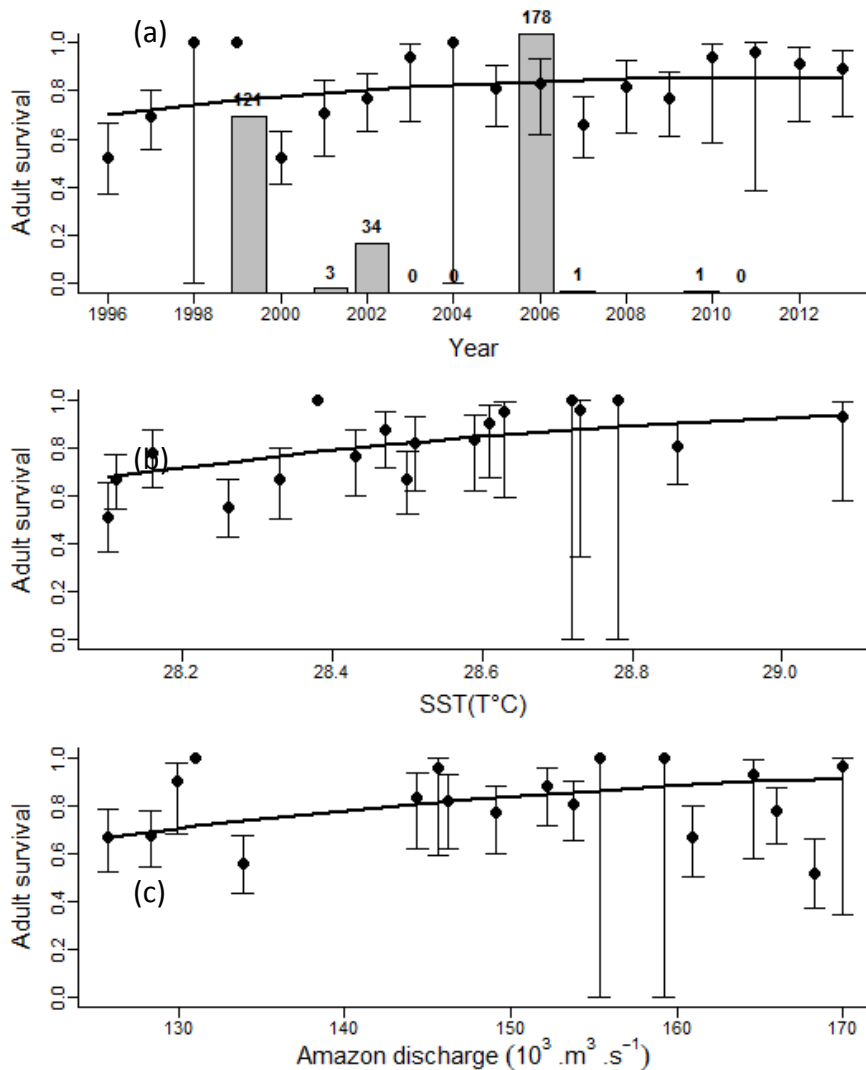 178
(a)
121
34
3
0
0
1
1
0
Adult survival
0.0 0.2 0.4 0.6 0.8 1.0
1996 1998 2000 2002 2004 2006 2008 2010 2012
Year
(b)
Adult survival
0.0 0.2 0.4 0.6 0.8 1.0
28.2 28.4 28.6 28.8 29.0
SST(T°C)
(c)
Adult survival
0.0 0.2 0.4 0.6 0.8 1.0
130 140 150 160 170
Amazon discharge (10³ .m³ .s⁻¹)